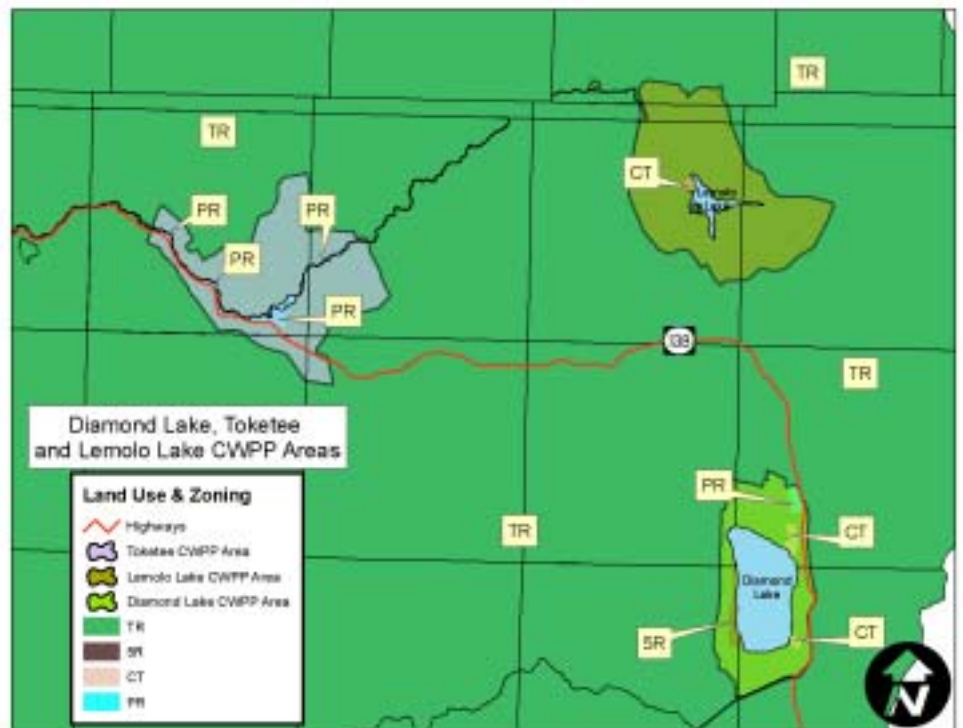 TR
TR
CT
Lemolo
Lake
PR
PR
PR
PR
138
TR
Diamond Lake, Toketee
and Lemolo Lake CWPP Areas
PR
Land Use & Zoning
Highways
Toketee CWPP Area
Lemolo Lake CWPP Area
Diamond Lake CWPP Area
TR
5R
CT
PR
TR
CT
Diamond
Lake
5R
CT
N